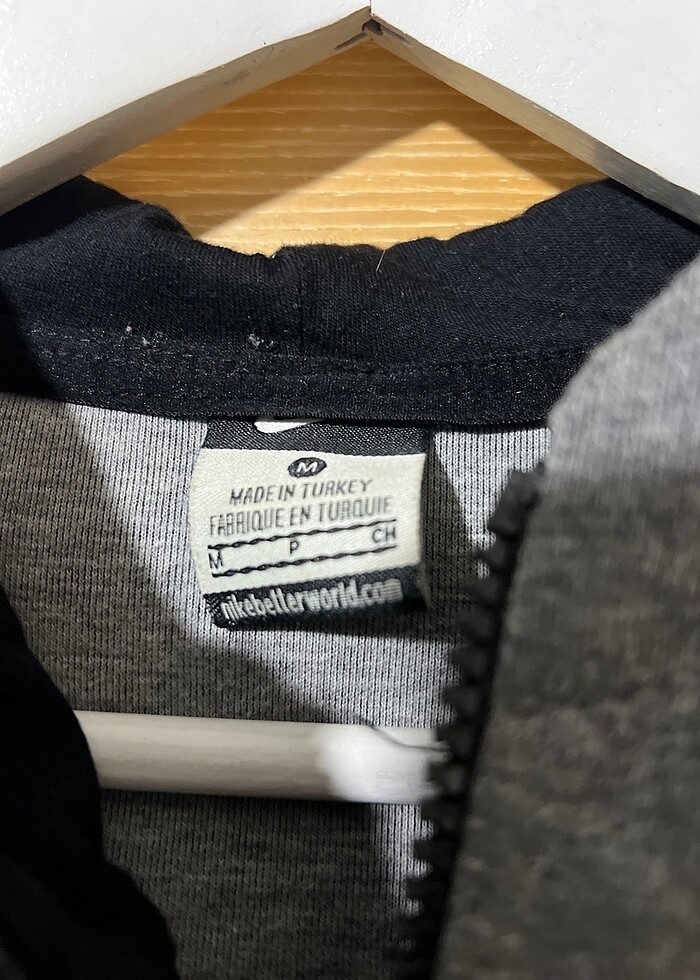 M
MADE IN TURKEY
FABRIQUE EN TURQUIE
M P CH
nikebetterworld.com